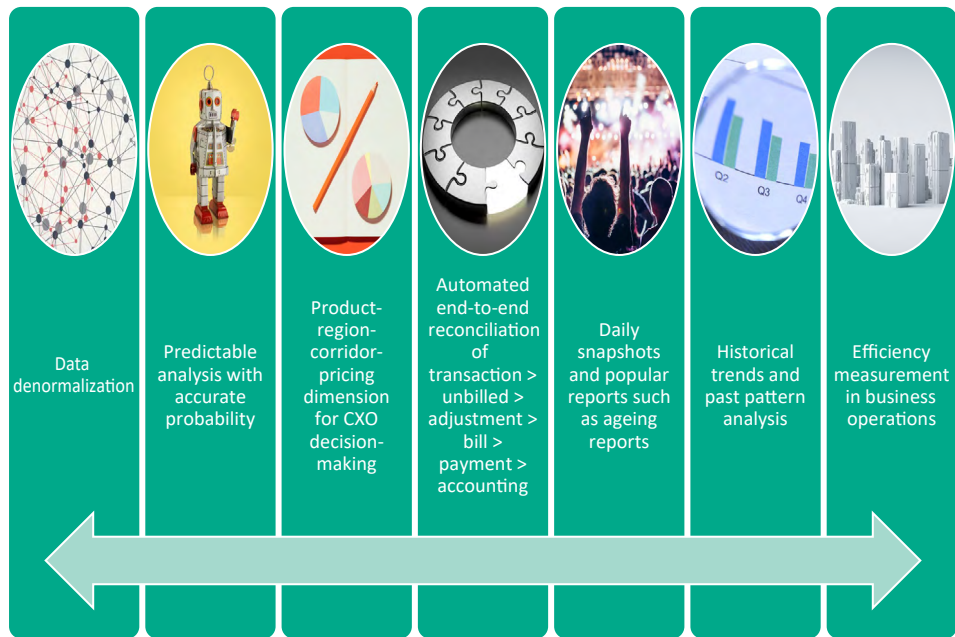 Q2
Q3
Q4
Data
denormalization
Predictable
analysis with
accurate
probability
Product-
region-
corridor-
pricing
dimension
for CXO
decision-
making
Automated
end-to-end
reconciliation
of
transaction >
unbilled >
adjustment >
bill >
payment >
accounting
Daily
snapshots
and popular
reports such
as ageing
reports
Historical
trends and
past pattern
analysis
Efficiency
measurement
in business
operations